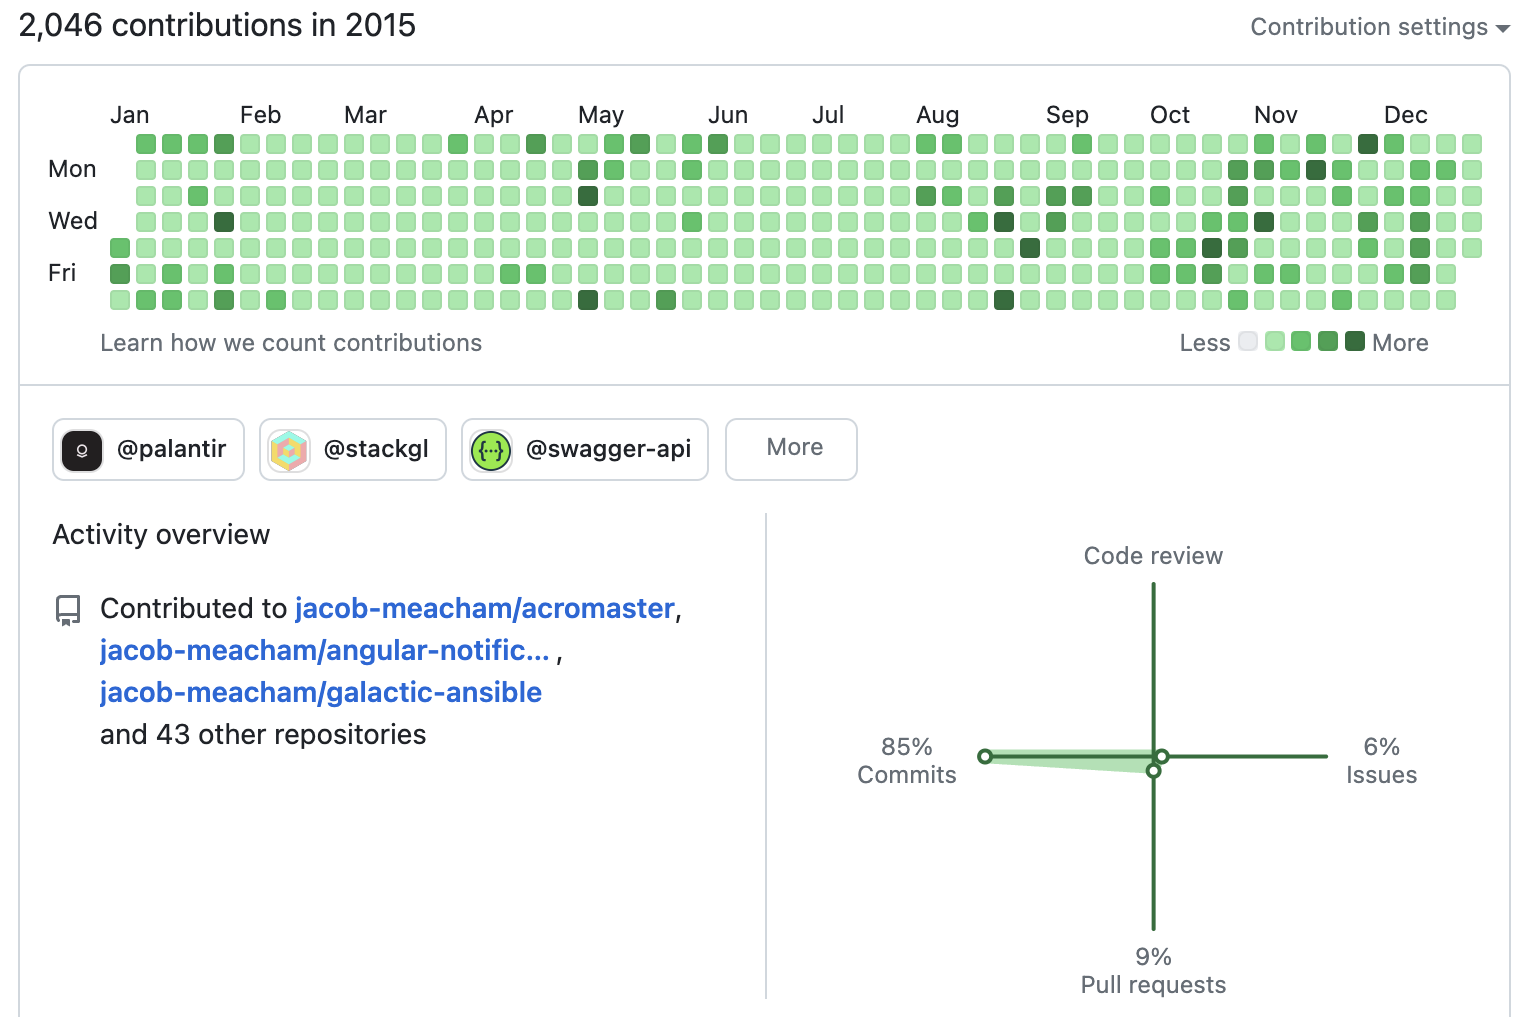 2,046 contributions in 2015
Contribution settings
Jan Feb Mar Apr May Jun Jul Aug Sep Oct Nov Dec
Mon
Wed
Fri
Learn how we count contributions
Less More
@palantir @stackgl @swagger-api More
Activity overview
Contributed to jacob-meacham/acromaster,
jacob-meacham/angular-notific... ,
jacob-meacham/galactic-ansible
and 43 other repositories
Code review
85%
Commits
6%
Issues
9%
Pull requests